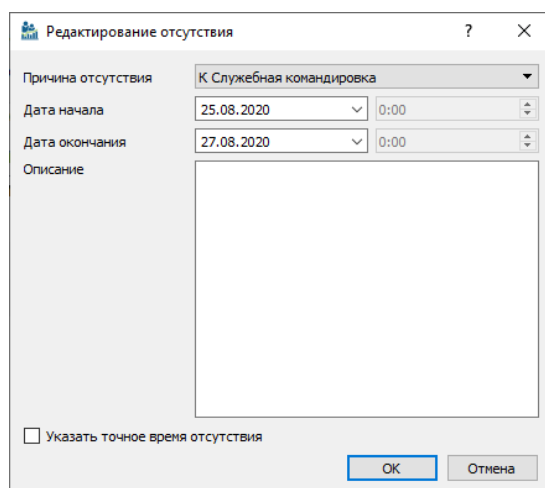 Редактирование отсутствия ?
Причина отсутствия К Служебная командировка
Дата начала 25.08.2020 0:00
Дата окончания 27.08.2020 0:00
Описание
Указать точное время отсутствия
OK Отмена